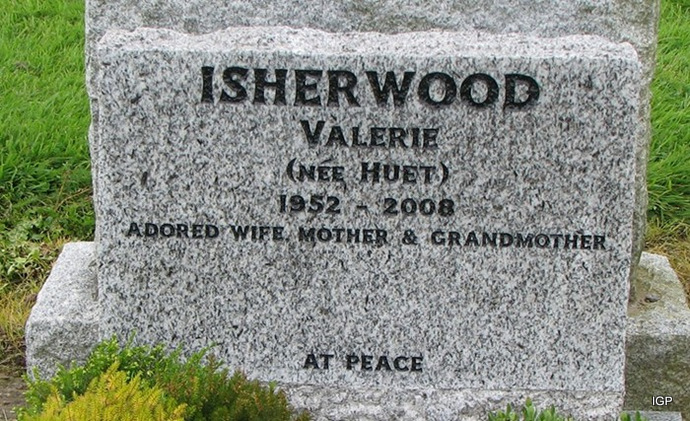 ISHERWOOD
VALERIE
(NÉE HUET)
1952 - 2008
ADORED WIFE, MOTHER & GRANDMOTHER
AT PEACE
IGP